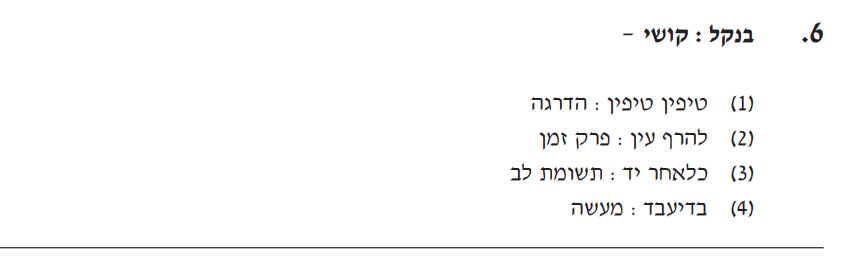 6. בנקל : קושי –
(1) טיפין טיפין : הדרגה
(2) להרף עין : פרק זמן
(3) כלאחר יד : תשומת לב
(4) בדיעבד : מעשה